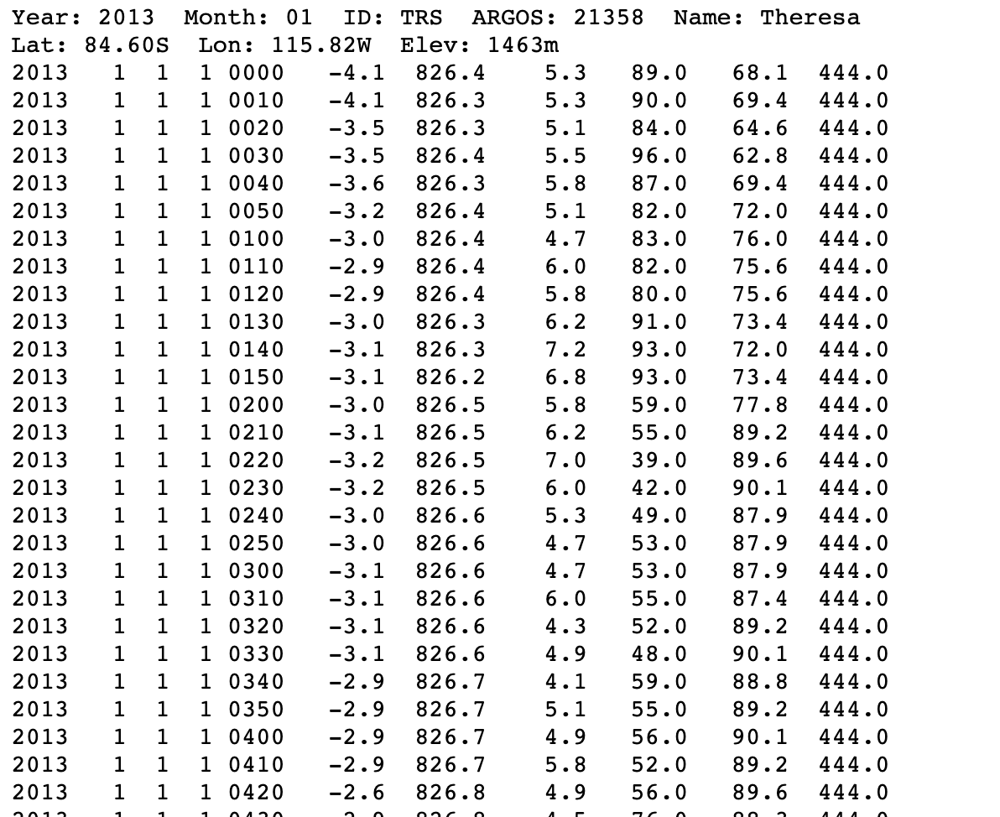 Year: 2013  Month: 01  ID: TRS  ARGOS: 21358  Name: Theresa
Lat: 84.60S  Lon: 115.82W  Elev: 1463m
2013   1  1  1 0000   -4.1  826.4    5.3   89.0   68.1  444.0
2013   1  1  1 0010   -4.1  826.3    5.3   90.0   69.4  444.0
2013   1  1  1 0020   -3.5  826.3    5.1   84.0   64.6  444.0
2013   1  1  1 0030   -3.5  826.4    5.5   96.0   62.8  444.0
2013   1  1  1 0040   -3.6  826.3    5.8   87.0   69.4  444.0
2013   1  1  1 0050   -3.2  826.4    5.1   82.0   72.0  444.0
2013   1  1  1 0100   -3.0  826.4    4.7   83.0   76.0  444.0
2013   1  1  1 0110   -2.9  826.4    6.0   82.0   75.6  444.0
2013   1  1  1 0120   -2.9  826.4    5.8   80.0   75.6  444.0
2013   1  1  1 0130   -3.0  826.3    6.2   91.0   73.4  444.0
2013   1  1  1 0140   -3.1  826.3    7.2   93.0   72.0  444.0
2013   1  1  1 0150   -3.1  826.2    6.8   93.0   73.4  444.0
2013   1  1  1 0200   -3.0  826.5    5.8   59.0   77.8  444.0
2013   1  1  1 0210   -3.1  826.5    6.2   55.0   89.2  444.0
2013   1  1  1 0220   -3.2  826.5    7.0   39.0   89.6  444.0
2013   1  1  1 0230   -3.2  826.5    6.0   42.0   90.1  444.0
2013   1  1  1 0240   -3.0  826.6    5.3   49.0   87.9  444.0
2013   1  1  1 0250   -3.0  826.6    4.7   53.0   87.9  444.0
2013   1  1  1 0300   -3.1  826.6    4.7   53.0   87.9  444.0
2013   1  1  1 0310   -3.1  826.6    6.0   55.0   87.4  444.0
2013   1  1  1 0320   -3.1  826.6    4.3   52.0   89.2  444.0
2013   1  1  1 0330   -3.1  826.6    4.9   48.0   90.1  444.0
2013   1  1  1 0340   -2.9  826.7    4.1   59.0   88.8  444.0
2013   1  1  1 0350   -2.9  826.7    5.1   55.0   89.2  444.0
2013   1  1  1 0400   -2.9  826.7    4.9   56.0   90.1  444.0
2013   1  1  1 0410   -2.9  826.7    5.8   52.0   89.2  444.0
2013   1  1  1 0420   -2.6  826.8    4.9   56.0   89.6  444.0